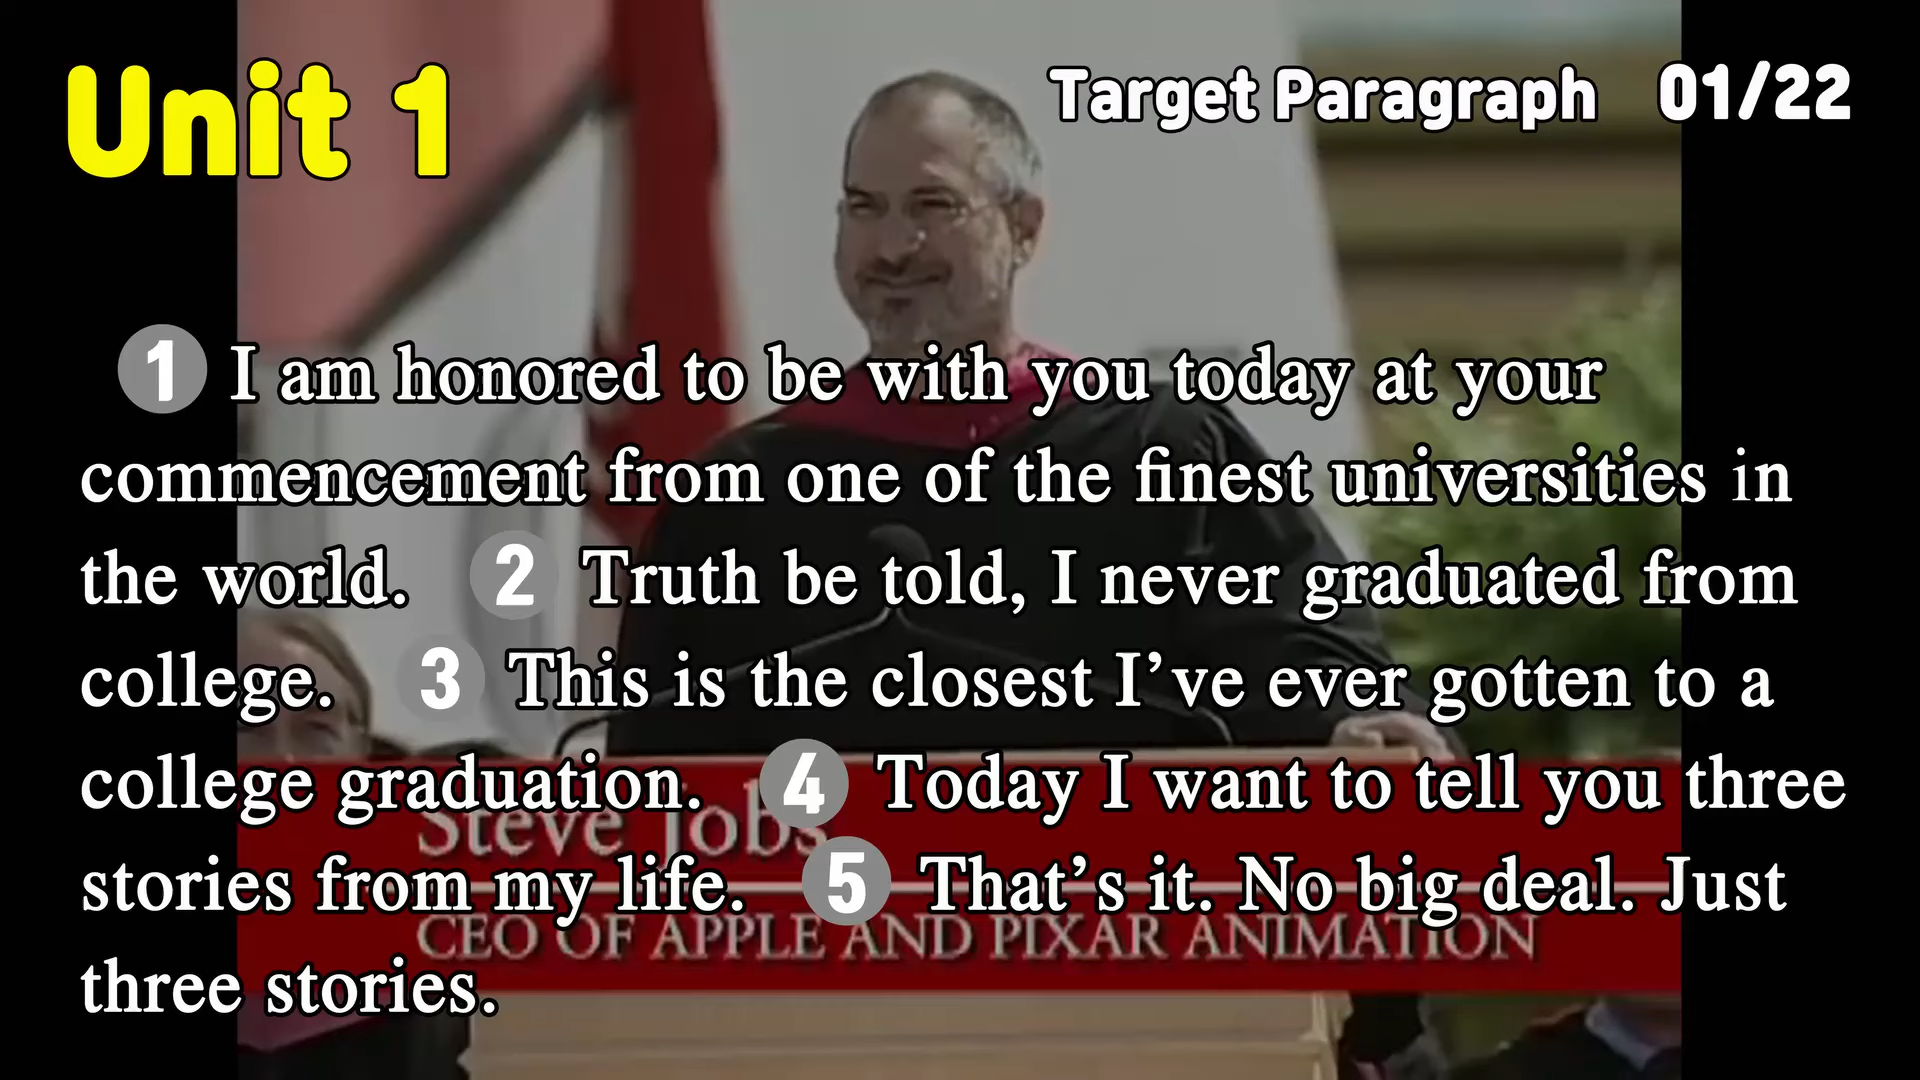 Unit 1
Target Paragraph 01/22
1 I am honored to be with you today at your
commencement from one of the finest universities in
the world. 2 Truth be told, I never graduated from
college. 3 This is the closest I’ve ever gotten to a
college graduation. 4 Today I want to tell you three
stories from my life. 5 That’s it. No big deal. Just
three stories.
Steve Jobs
CEO OF APPLE AND PIXAR ANIMATION